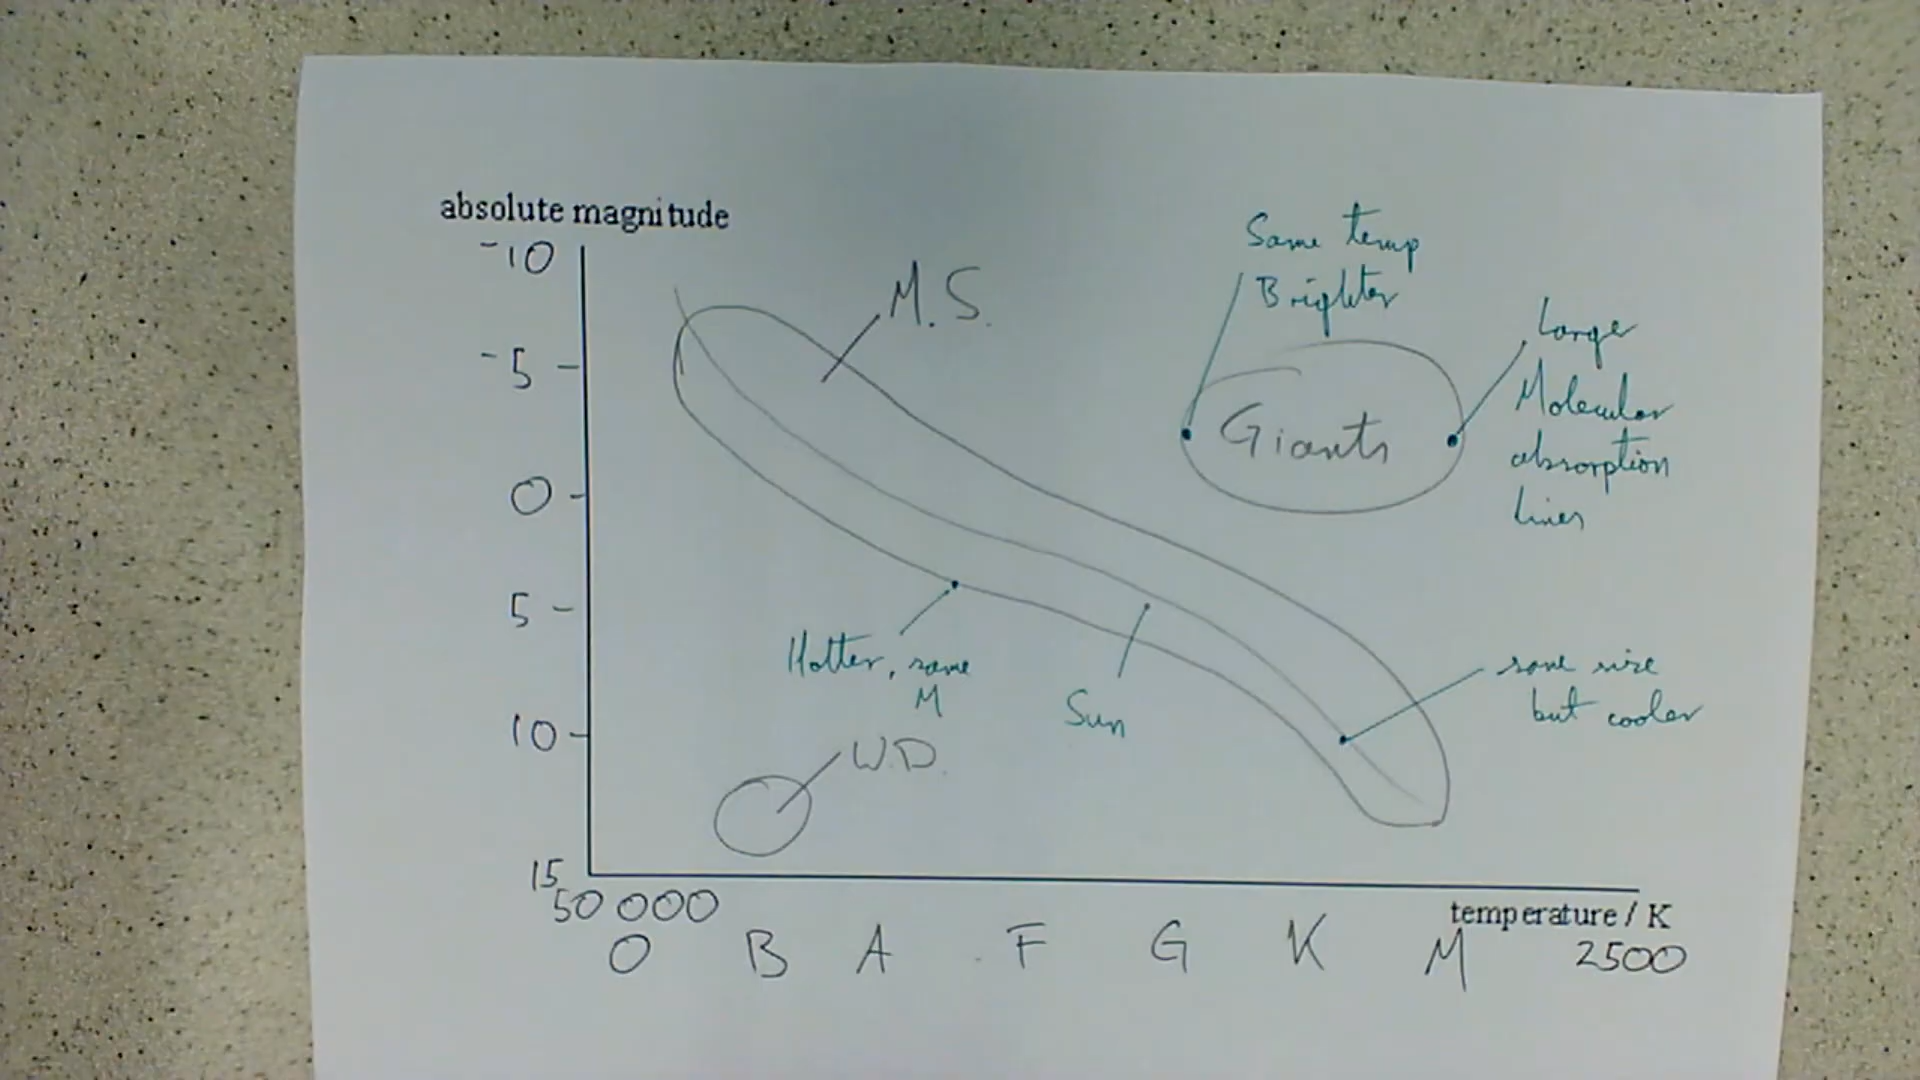 absolute magnitude
-10
-5
0
5
10
15
50 000
O B A F G K M
temperature / K
2500
M.S.
Same temp
Brighter
Giants
Large
Molecular
absorption
lines
Hotter, same
M
Sun
same size
but cooler
W.D.